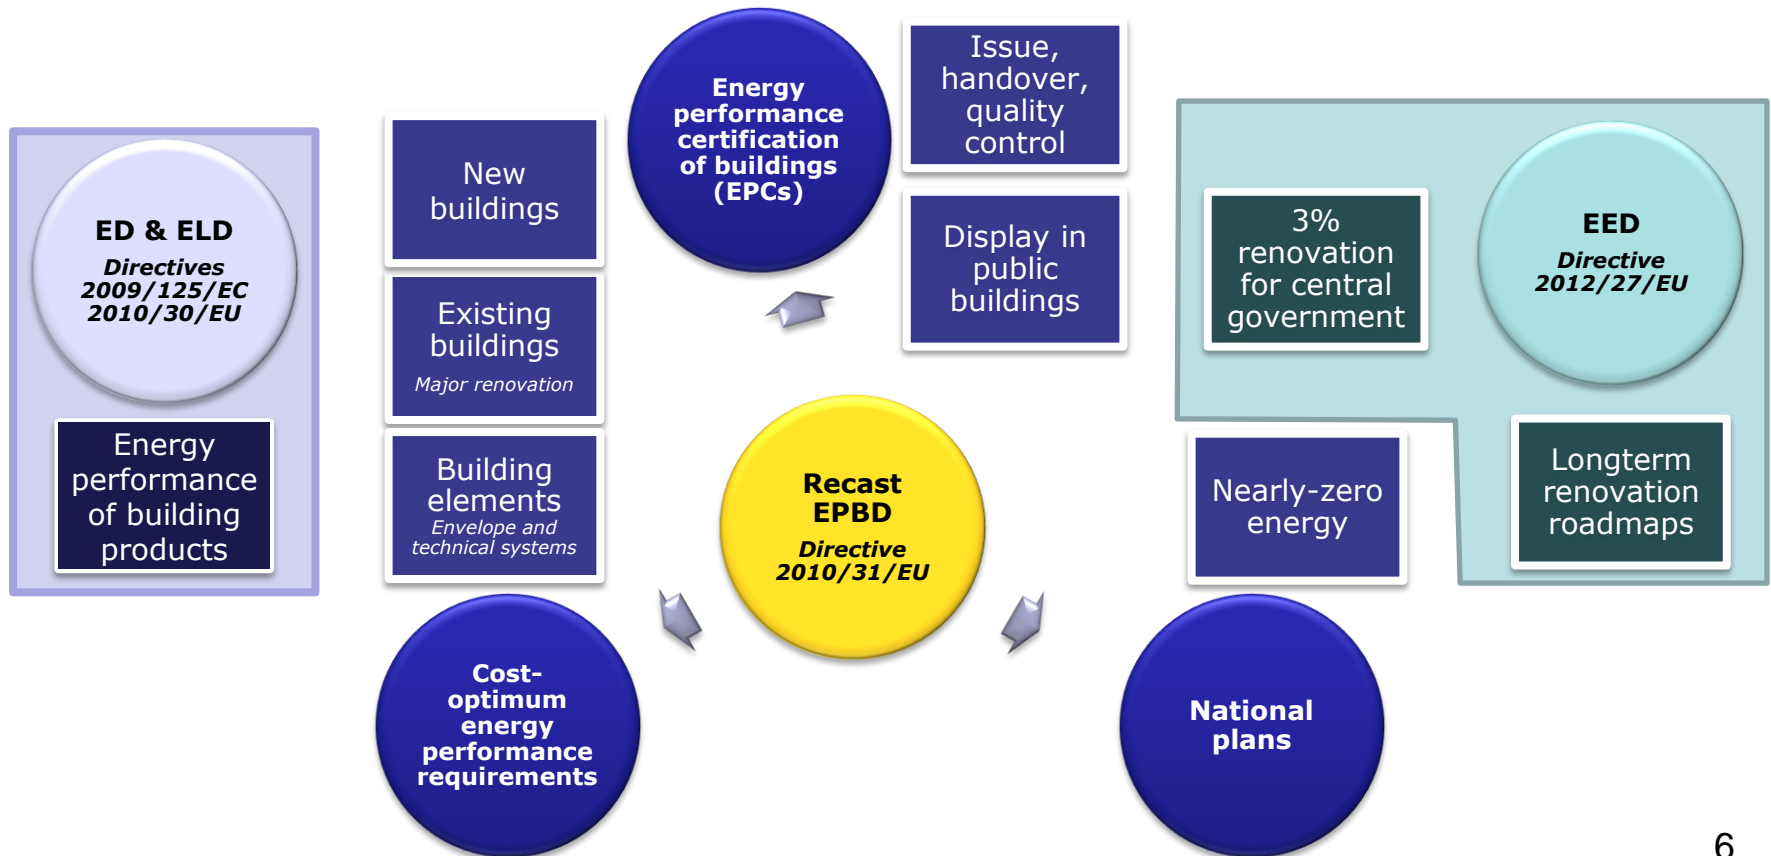 ED & ELD
Directives
2009/125/EC
2010/30/EU
Energy
performance
of building
products
New
buildings
Existing
buildings
Major renovation
Building
elements
Envelope and
technical systems
Cost-
optimum
energy
performance
requirements
Energy
performance
certification
of buildings
(EPCs)
Issue,
handover,
quality
control
Display in
public
buildings
Recast
EPBD
Directive
2010/31/EU
3%
renovation
for central
government
EED
Directive
2012/27/EU
Nearly-zero
energy
Longterm
renovation
roadmaps
National
plans
6